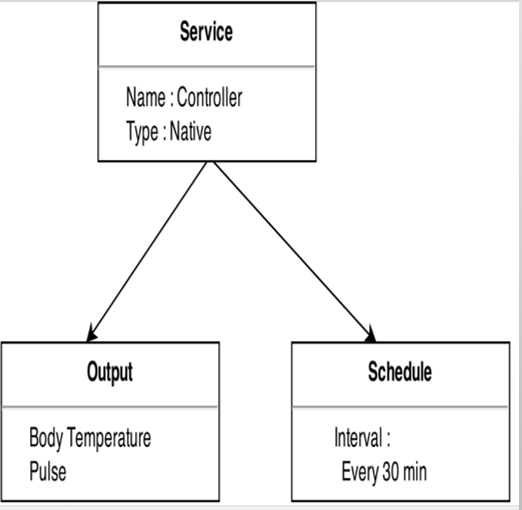 Service
Name : Controller
Type : Native
Output
Body Temperature
Pulse
Schedule
Interval :
Every 30 min